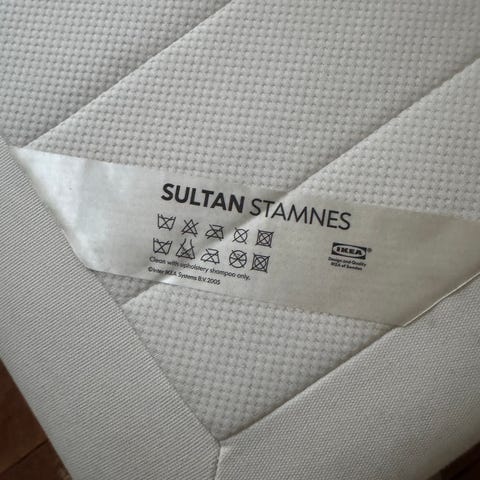 SULTAN STAMNES
IKEA®
Design and Quality
IKEA of Sweden
Clean with upholstery shampoo only.
©Inter IKEA Systems B.V. 2005